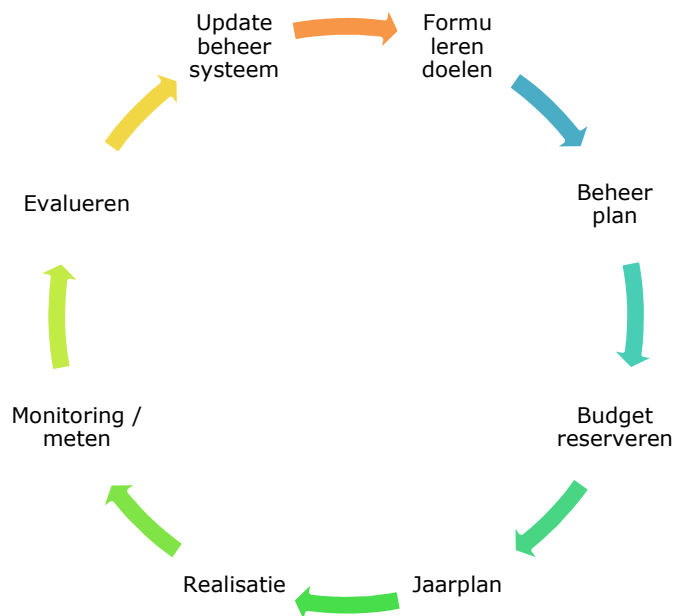 Update
beheer
systeem
Formu
leren
doelen
Beheer
plan
Budget
reserveren
Jaarplan
Realisatie
Monitoring /
meten
Evalueren